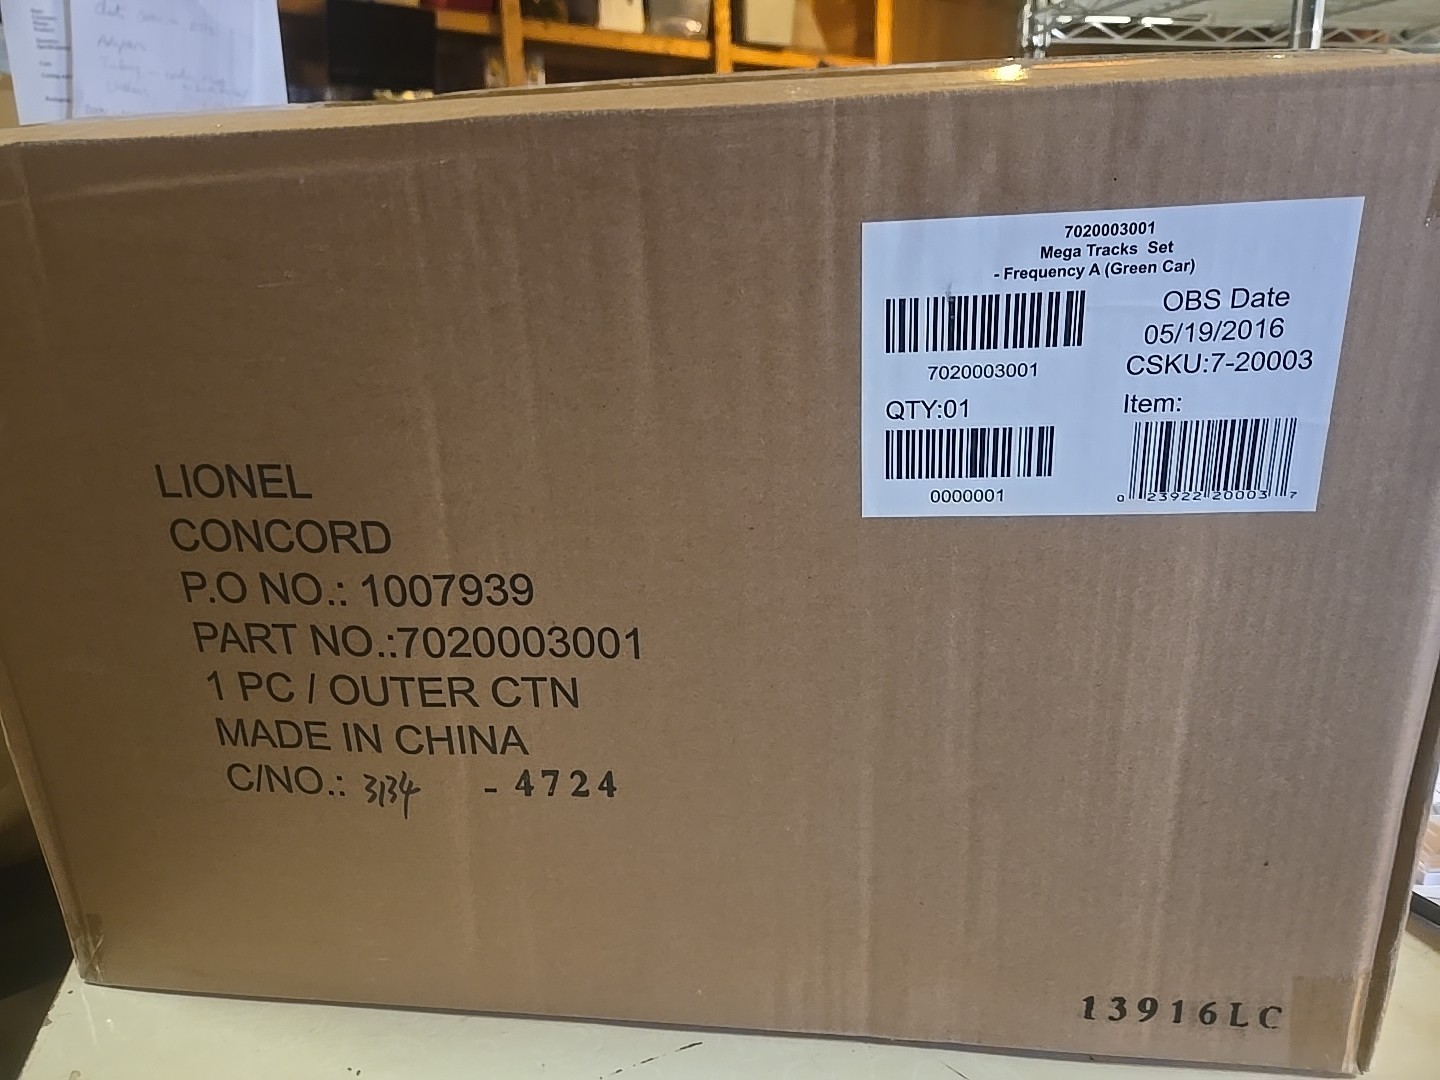 7020003001
Mega Tracks Set
- Frequency A (Green Car)
OBS Date
05/19/2016
CSKU:7-20003
7020003001
QTY:01
Item:
0000001
0 23922 20003 7
LIONEL
CONCORD
P.O NO.: 1007939
PART NO.:7020003001
1 PC / OUTER CTN
MADE IN CHINA
C/NO.: 3134 - 4724
13916LC